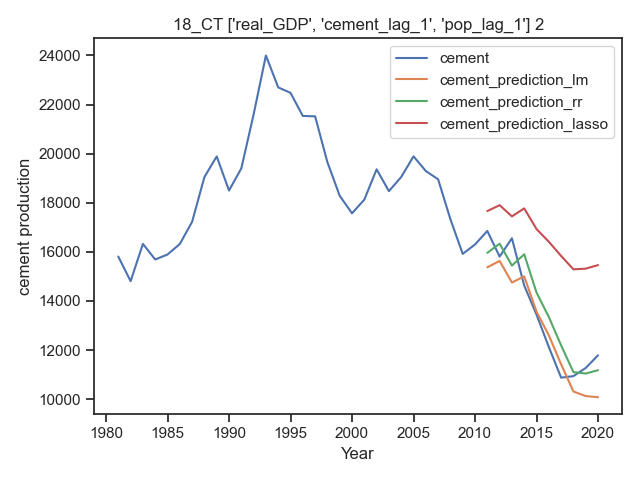 18_CT ['real_GDP', 'cement_lag_1', 'pop_lag_1'] 2
cement
cement_prediction_lm
cement_prediction_rr
cement_prediction_lasso
cement production
24000
22000
20000
18000
16000
14000
12000
10000
1980 1985 1990 1995 2000 2005 2010 2015 2020
Year